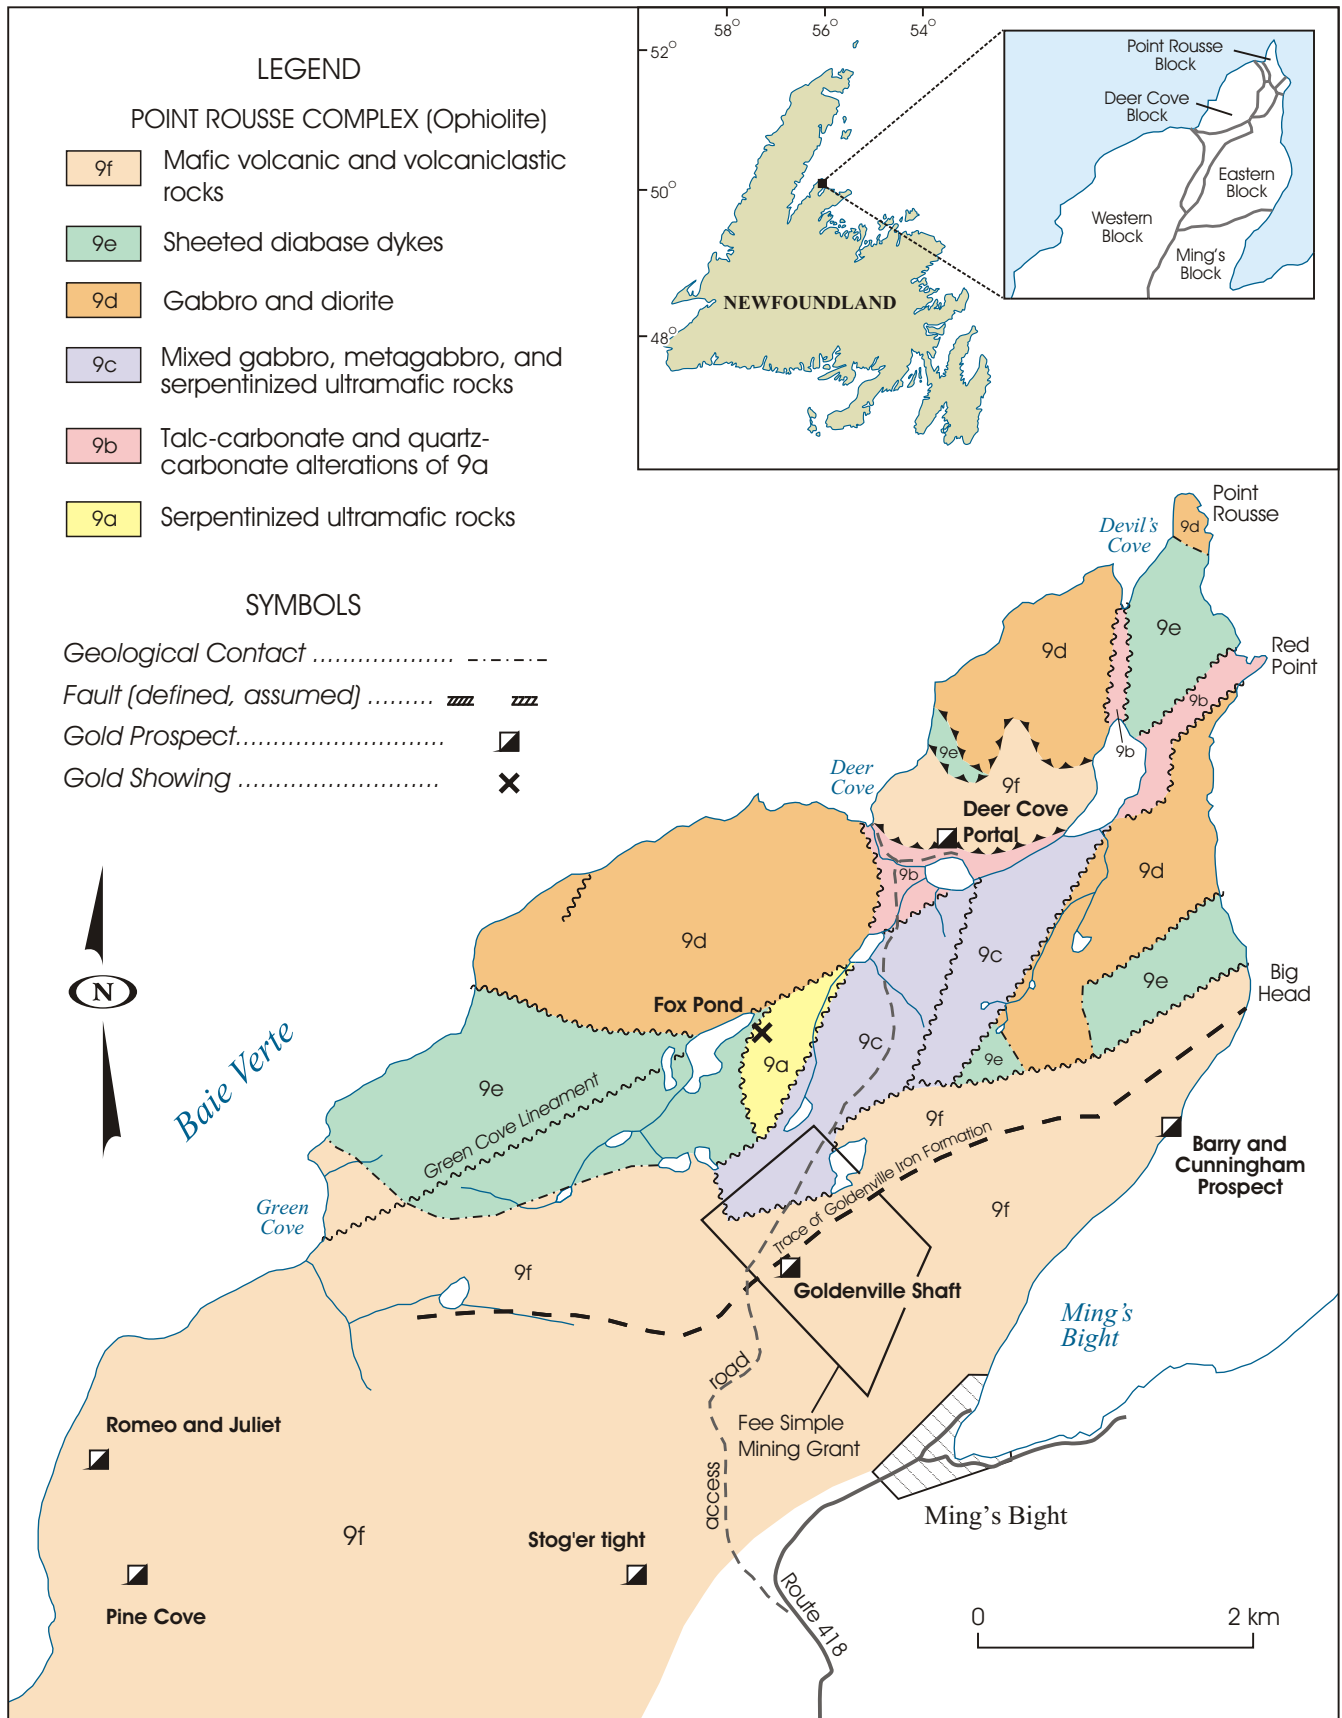 LEGEND
POINT ROUSSE COMPLEX (Ophiolite)
9f Mafic volcanic and volcaniclastic
rocks
9e Sheeted diabase dykes
9d Gabbro and diorite
9c Mixed gabbro, metagabbro, and
serpentinized ultramafic rocks
9b Talc-carbonate and quartz-
carbonate alterations of 9a
9a Serpentinized ultramafic rocks
SYMBOLS
Geological Contact ...................
Fault (defined, assumed) .........
Gold Prospect............................
Gold Showing ...........................
N
58° 56° 54°
52°
50°
48°
NEWFOUNDLAND
Point Rousse
Block
Deer Cove
Block
Eastern
Block
Western
Block
Ming's
Block
Point
Rousse
Devil's
Cove
9d
9e
9d
Red
Point
9b
9b
9e
Deer
Cove
9f
Deer Cove
Portal
9b
9d
9d
9c
9e
Big
Head
Fox Pond
9a
9c
9e
9e
Green Cove Lineament
Baie Verte
9f
Trace of Goldenville Iron Formation
Barry and
Cunningham
Prospect
Green
Cove
9f
9f
Goldenville Shaft
Ming's
Bight
road
access
Fee Simple
Mining Grant
Romeo and Juliet
Ming's Bight
9f
Stog'er tight
Pine Cove
Route 418
0 2 km